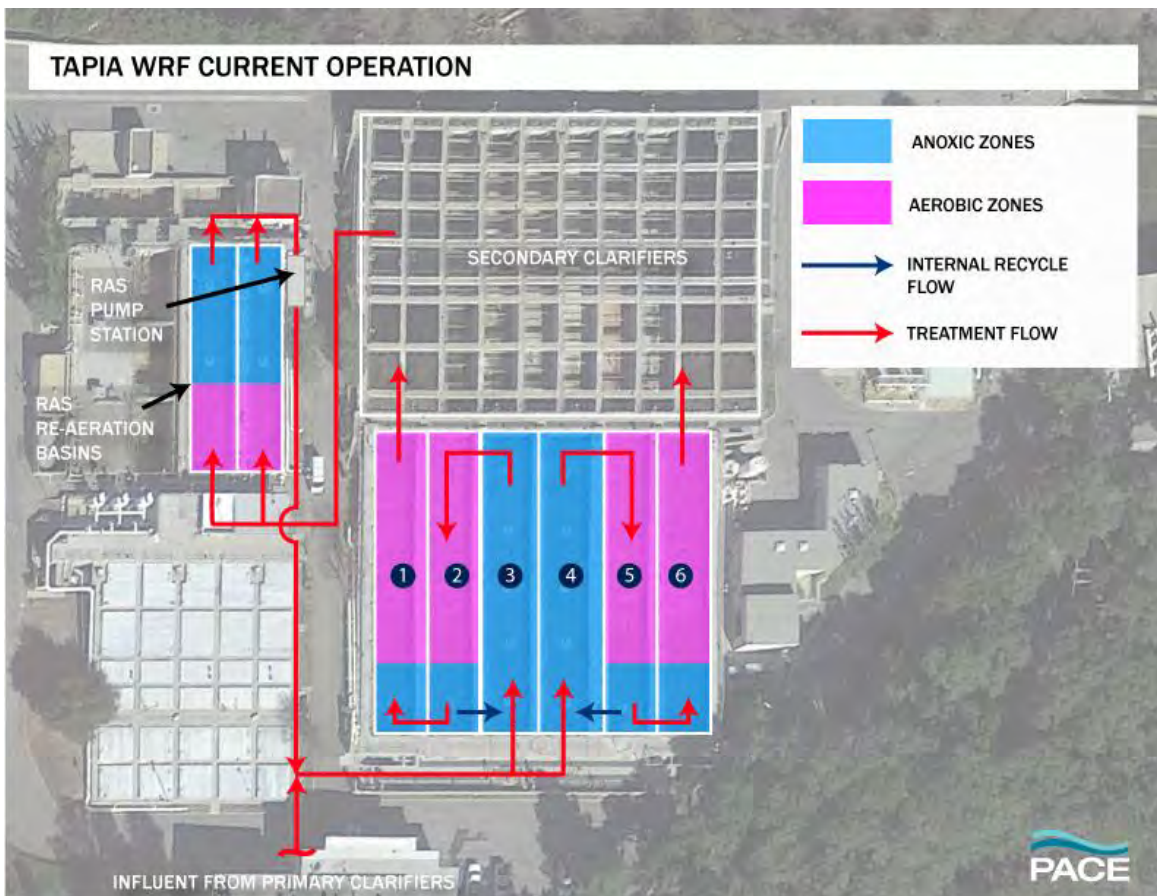 TAPIA WRF CURRENT OPERATION
ANOXIC ZONES
AEROBIC ZONES
INTERNAL RECYCLE
FLOW
TREATMENT FLOW
SECONDARY CLARIFIERS
RAS
PUMP
STATION
RAS
RE-AERATION
BASINS
1 2 3 4 5 6
INFLUENT FROM PRIMARY CLARIFIERS
PACE